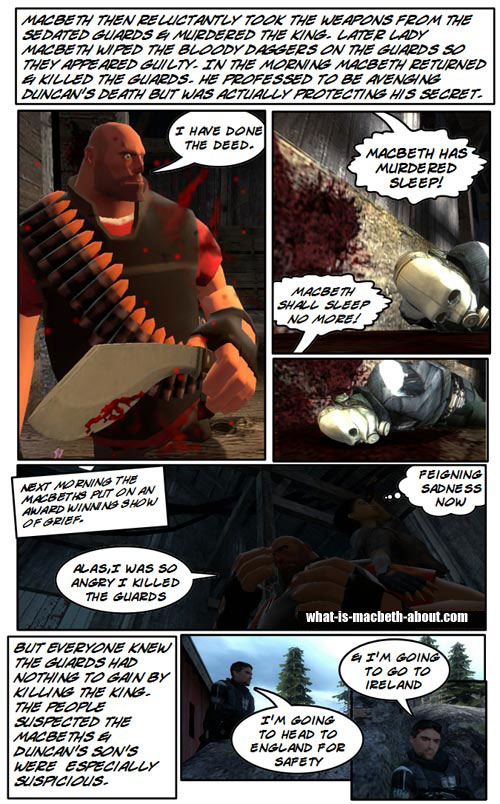 MACBETH THEN RELUCTANTLY TOOK THE WEAPONS FROM THE
SEDATED GUARDS & MURDERED THE KING. LATER LADY
MACBETH WIPED THE BLOODY DAGGERS ON THE GUARDS SO
THEY APPEARED GUILTY. IN THE MORNING MACBETH RETURNED
& KILLED THE GUARDS. HE PROFESSED TO BE AVENGING
DUNCAN'S DEATH BUT WAS ACTUALLY PROTECTING HIS SECRET.
I HAVE DONE
THE DEED.
MACBETH HAS
MURDERED
SLEEP!
MACBETH
SHALL SLEEP
NO MORE!
NEXT MORNING THE
MACBETHS PUT ON AN
AWARD WINNING SHOW
OF GRIEF.
FEIGNING
SADNESS
NOW
ALAS,I WAS SO
ANGRY I KILLED
THE GUARDS
what-is-macbeth-about.com
BUT EVERYONE KNEW
THE GUARDS HAD
NOTHING TO GAIN BY
KILLING THE KING.
THE PEOPLE
SUSPECTED THE
MACBETHS &
DUNCAN'S SON'S
WERE ESPECIALLY
SUSPICIOUS.
I'M GOING
TO HEAD TO
ENGLAND FOR
SAFETY
& I'M GOING
TO GO TO
IRELAND